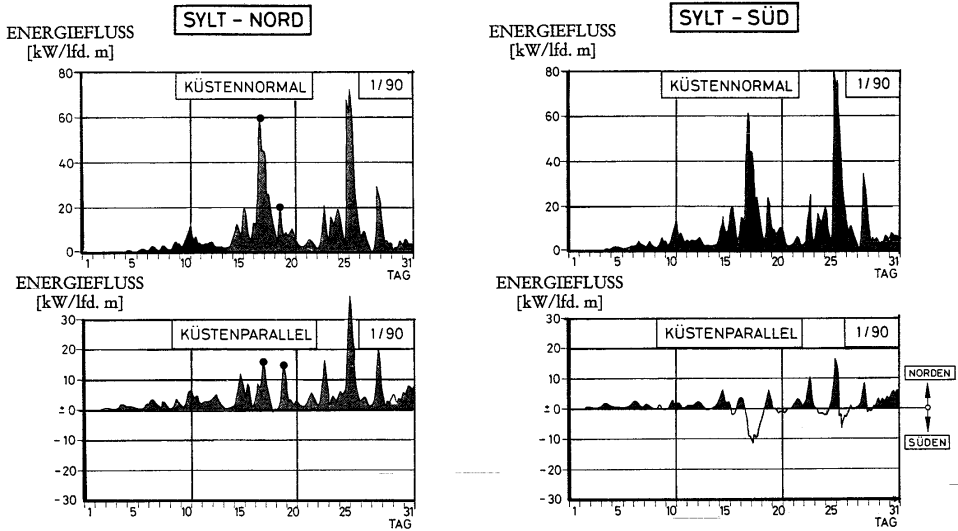 SYLT - NORD
ENERGIEFLUSS
[kW/lfd. m]
KÜSTENNORMAL
1/90
80
60
40
20
0
1 5 10 15 20 25 31
TAG
ENERGIEFLUSS
[kW/lfd. m]
KÜSTENPARALLEL
1/90
30
20
10
± 0
-10
-20
-30
1 5 10 15 20 25 31
TAG
SYLT - SÜD
ENERGIEFLUSS
[kW/lfd. m]
KÜSTENNORMAL
1/90
80
60
40
20
0
1 5 10 15 20 25 31
TAG
ENERGIEFLUSS
[kW/lfd. m]
KÜSTENPARALLEL
1/90
30
20
10
± 0
-10
-20
-30
1 5 10 15 20 25 31
TAG
NORDEN
SÜDEN